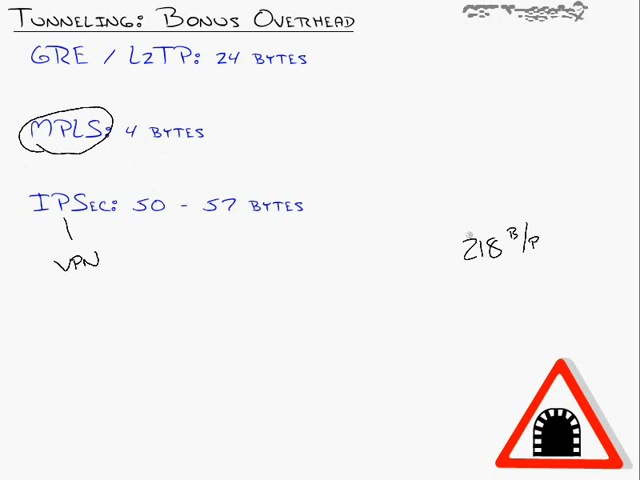 TUNNELING: BONUS OVERHEAD
GRE / L2TP: 24 BYTES
MPLS: 4 BYTES
IPSEC: 50 - 57 BYTES
VPN
218 B/P